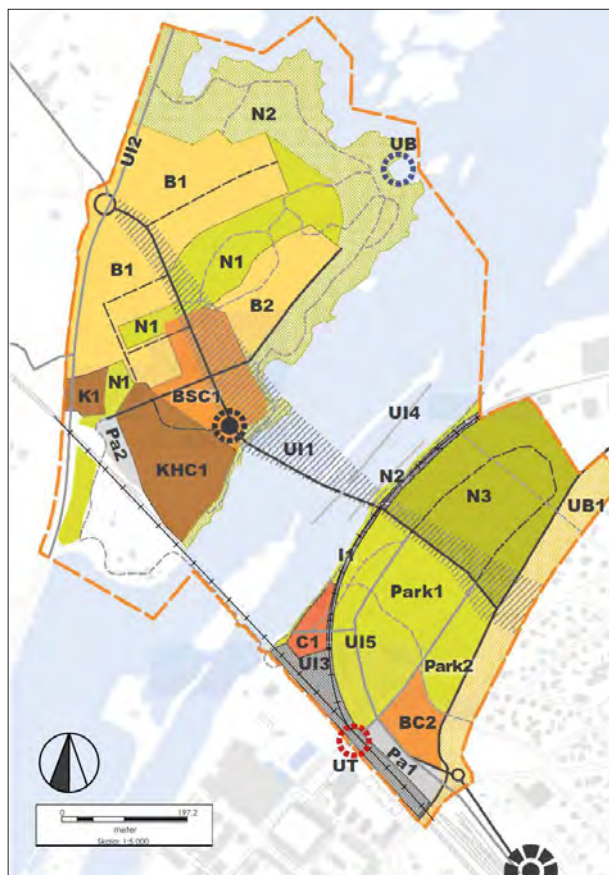 N2
UB
UI2
B1
N1
B1
B2
N1
N1
K1
BSC1
UI4
Pa2
UI1
KHC1
N2
N3
UB1
I1
Park1
C1
UI5
UI3
Park2
BC2
Pa1
UT
0 197,2
meter
Skala: 1:5 000